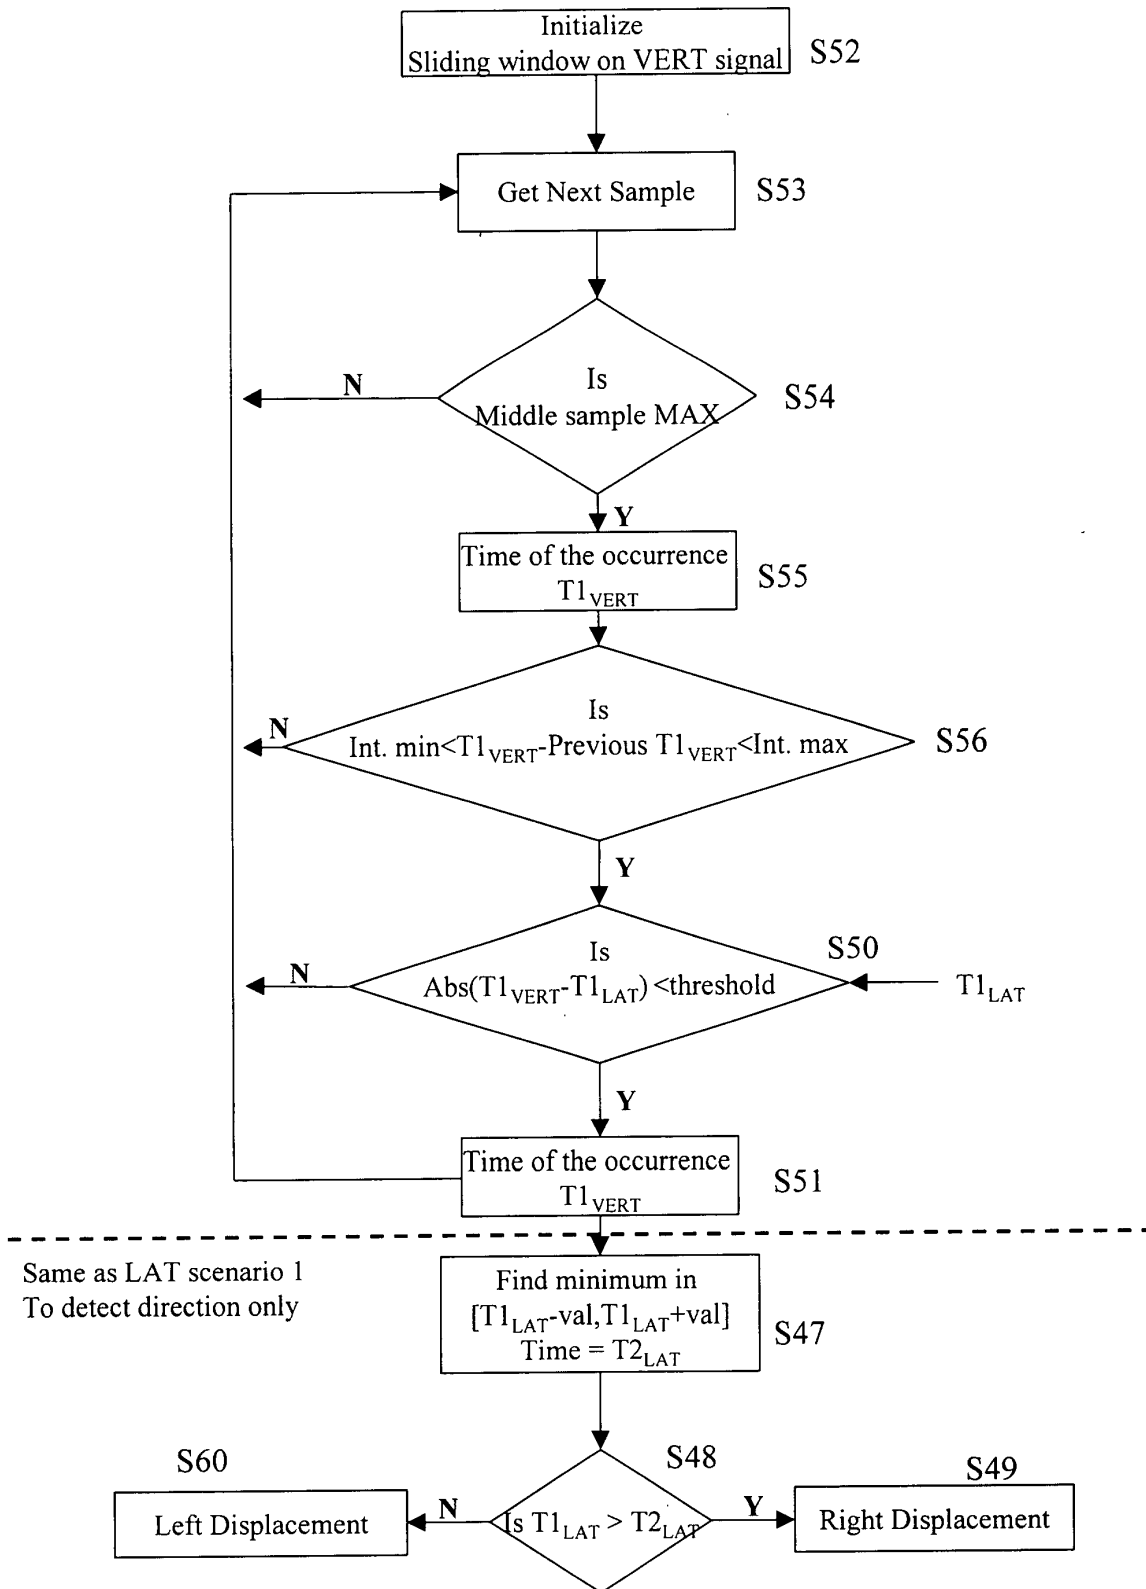 Initialize
Sliding window on VERT signal
S52
Get Next Sample
S53
Is
Middle sample MAX
S54
N
Y
Time of the occurrence
T1VERT
S55
Is
Int. min<T1VERT-Previous T1VERT<Int. max
S56
N
Y
Is
Abs(T1VERT-T1LAT) <threshold
S50
T1LAT
N
Y
Time of the occurrence
T1VERT
S51
Same as LAT scenario 1
To detect direction only
Find minimum in
[T1LAT-val,T1LAT+val]
Time = T2LAT
S47
S60
S48
S49
Left Displacement
N
Is T1LAT > T2LAT
Y
Right Displacement